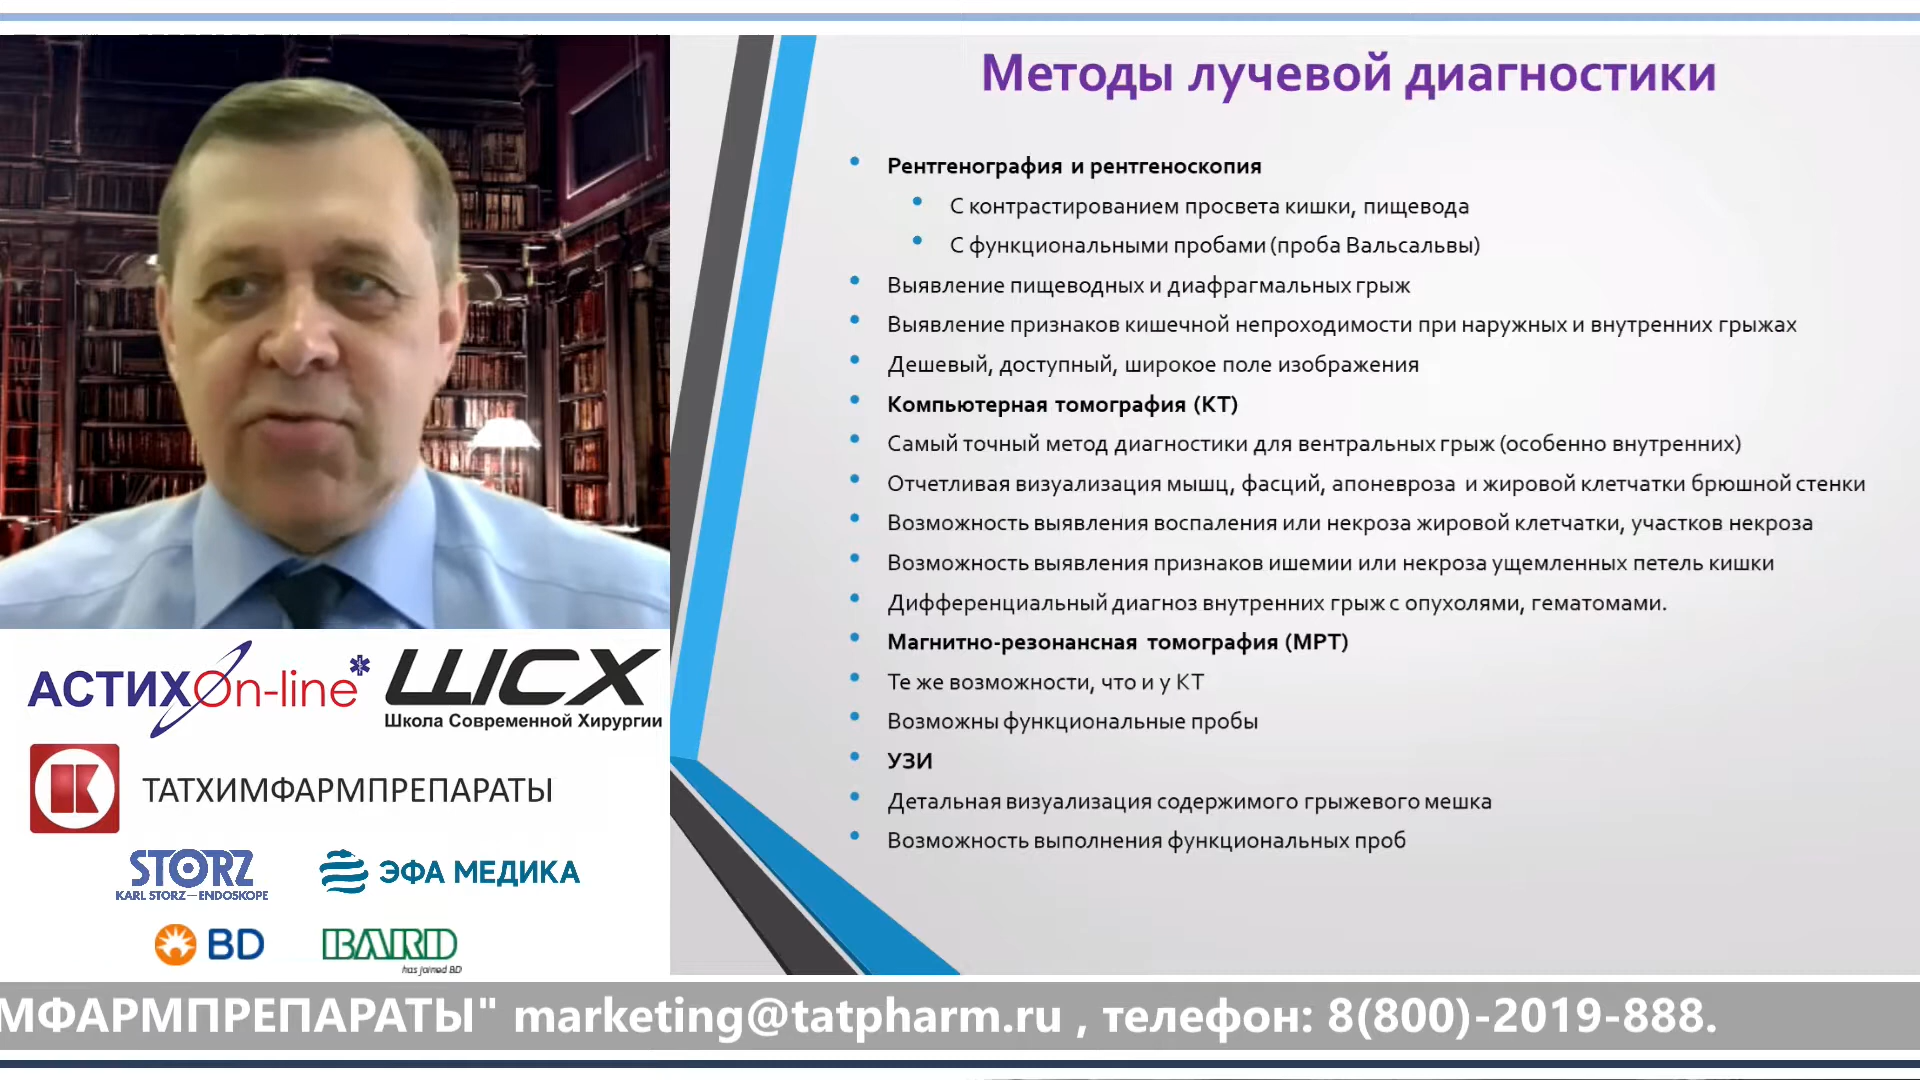 Методы лучевой диагностики
Рентгенография и рентгеноскопия
С контрастированием просвета кишки, пищевода
С функциональными пробами (проба Вальсальвы)
Выявление пищеводных и диафрагмальных грыж
Выявление признаков кишечной непроходимости при наружных и внутренних грыжах
Дешевый, доступный, широкое поле изображения
Компьютерная томография (КТ)
Самый точный метод диагностики для вентральных грыж (особенно внутренних)
Отчетливая визуализация мышц, фасций, апоневроза и жировой клетчатки брюшной стенки
Возможность выявления воспаления или некроза жировой клетчатки, участков некроза
Возможность выявления признаков ишемии или некроза ущемленных петель кишки
Дифференциальный диагноз внутренних грыж с опухолями, гематомами.
Магнитно-резонансная томография (МРТ)
Те же возможности, что и у КТ
Возможны функциональные пробы
УЗИ
Детальная визуализация содержимого грыжевого мешка
Возможность выполнения функциональных проб
АСТИХ On-line
ШСХ
Школа Современной Хирургии
ТАТХИМФАРМПРЕПАРАТЫ
STORZ
KARL STORZ—ENDOSKOPE
ЭФА МЕДИКА
BD
BARD
has joined BD
МФАРМПРЕПАРАТЫ" marketing@tatpharm.ru , телефон: 8(800)-2019-888.